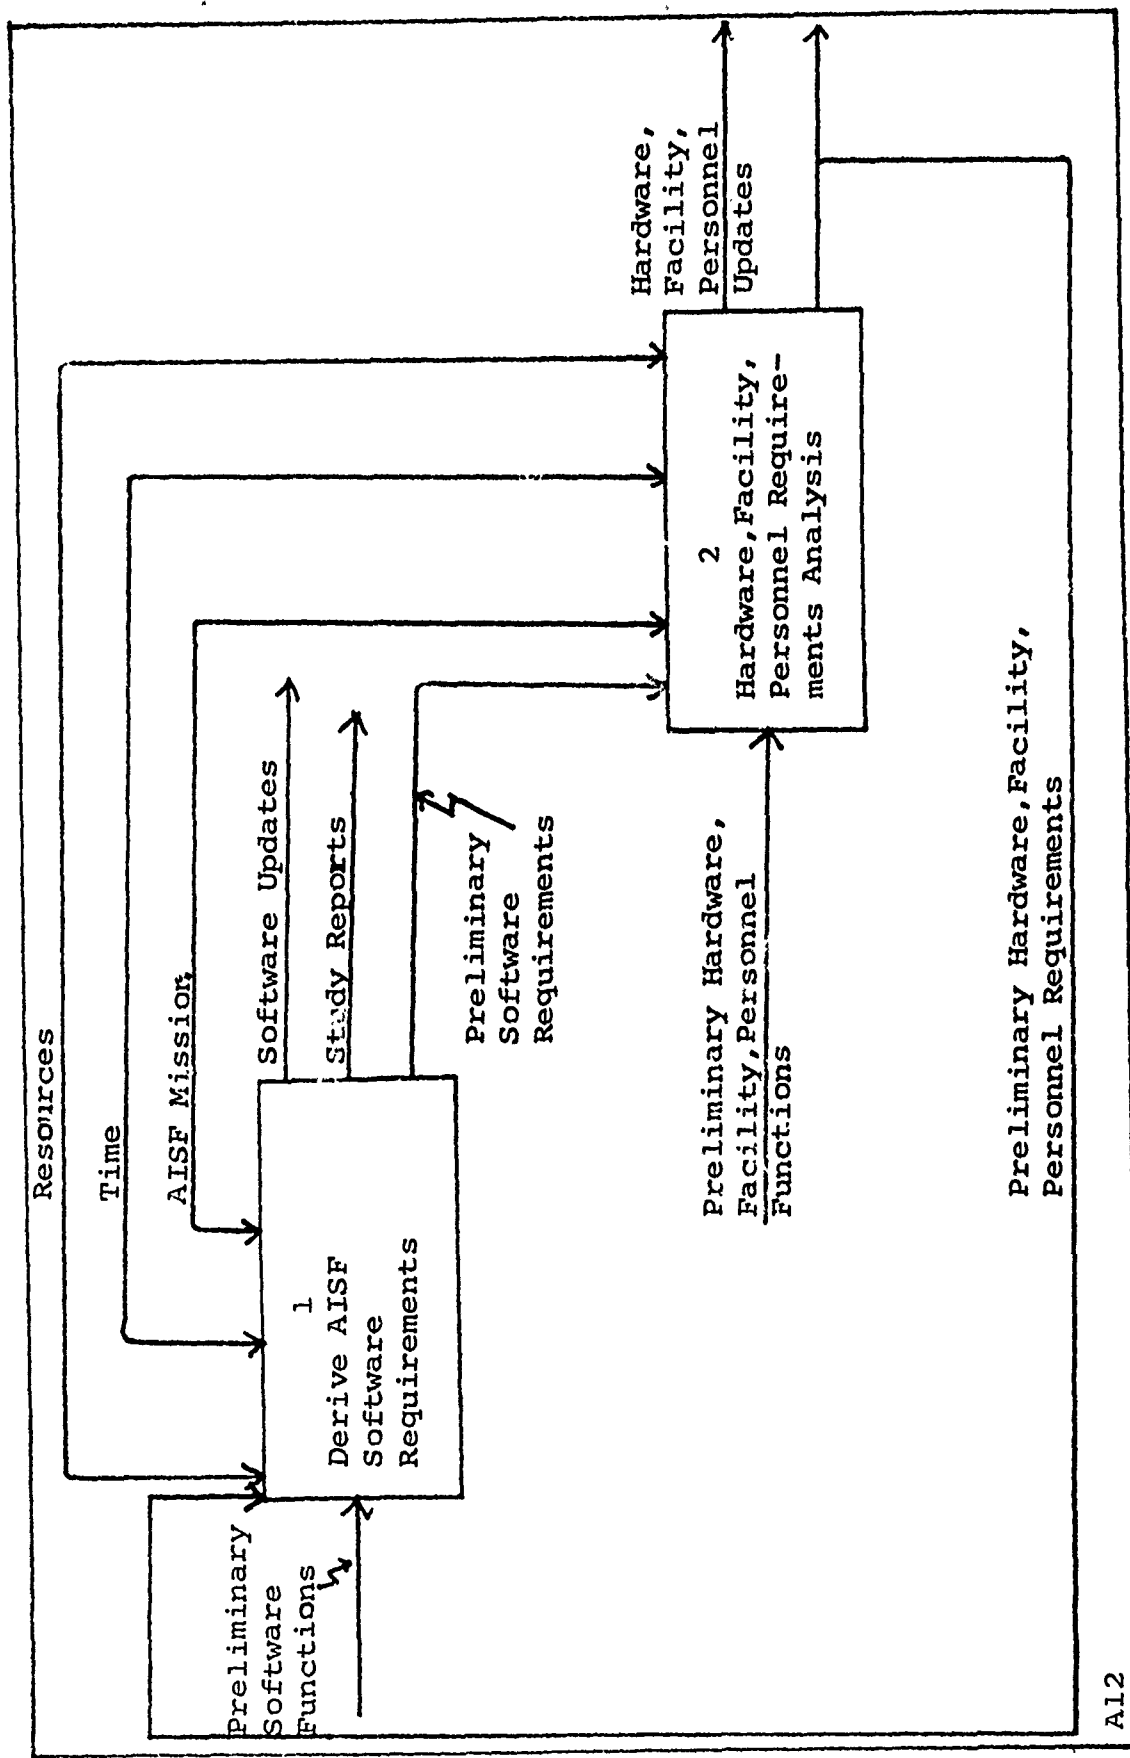 Resources
Time
AISF Mission
Software Updates
Study Reports
Preliminary
Software
Requirements
1
Derive AISF
Software
Requirements
Preliminary
Software
Functions
Hardware,
Facility,
Personnel
Updates
2
Hardware,Facility,
Personnel Require-
ments Analysis
Preliminary Hardware,
Facility,Personnel
Functions
Preliminary Hardware,Facility,
Personnel Requirements
A12